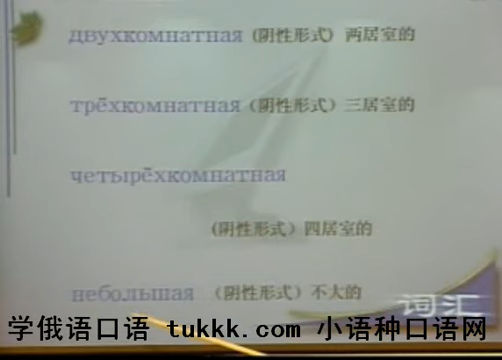 двухкомнатная (阴性形式) 两居室的
трёхкомнатная (阴性形式) 三居室的
четырёхкомнатная
(阴性形式) 四居室的
небольшая (阴性形式) 不大的
词汇
学俄语口语 tukkk.com 小语种口语网